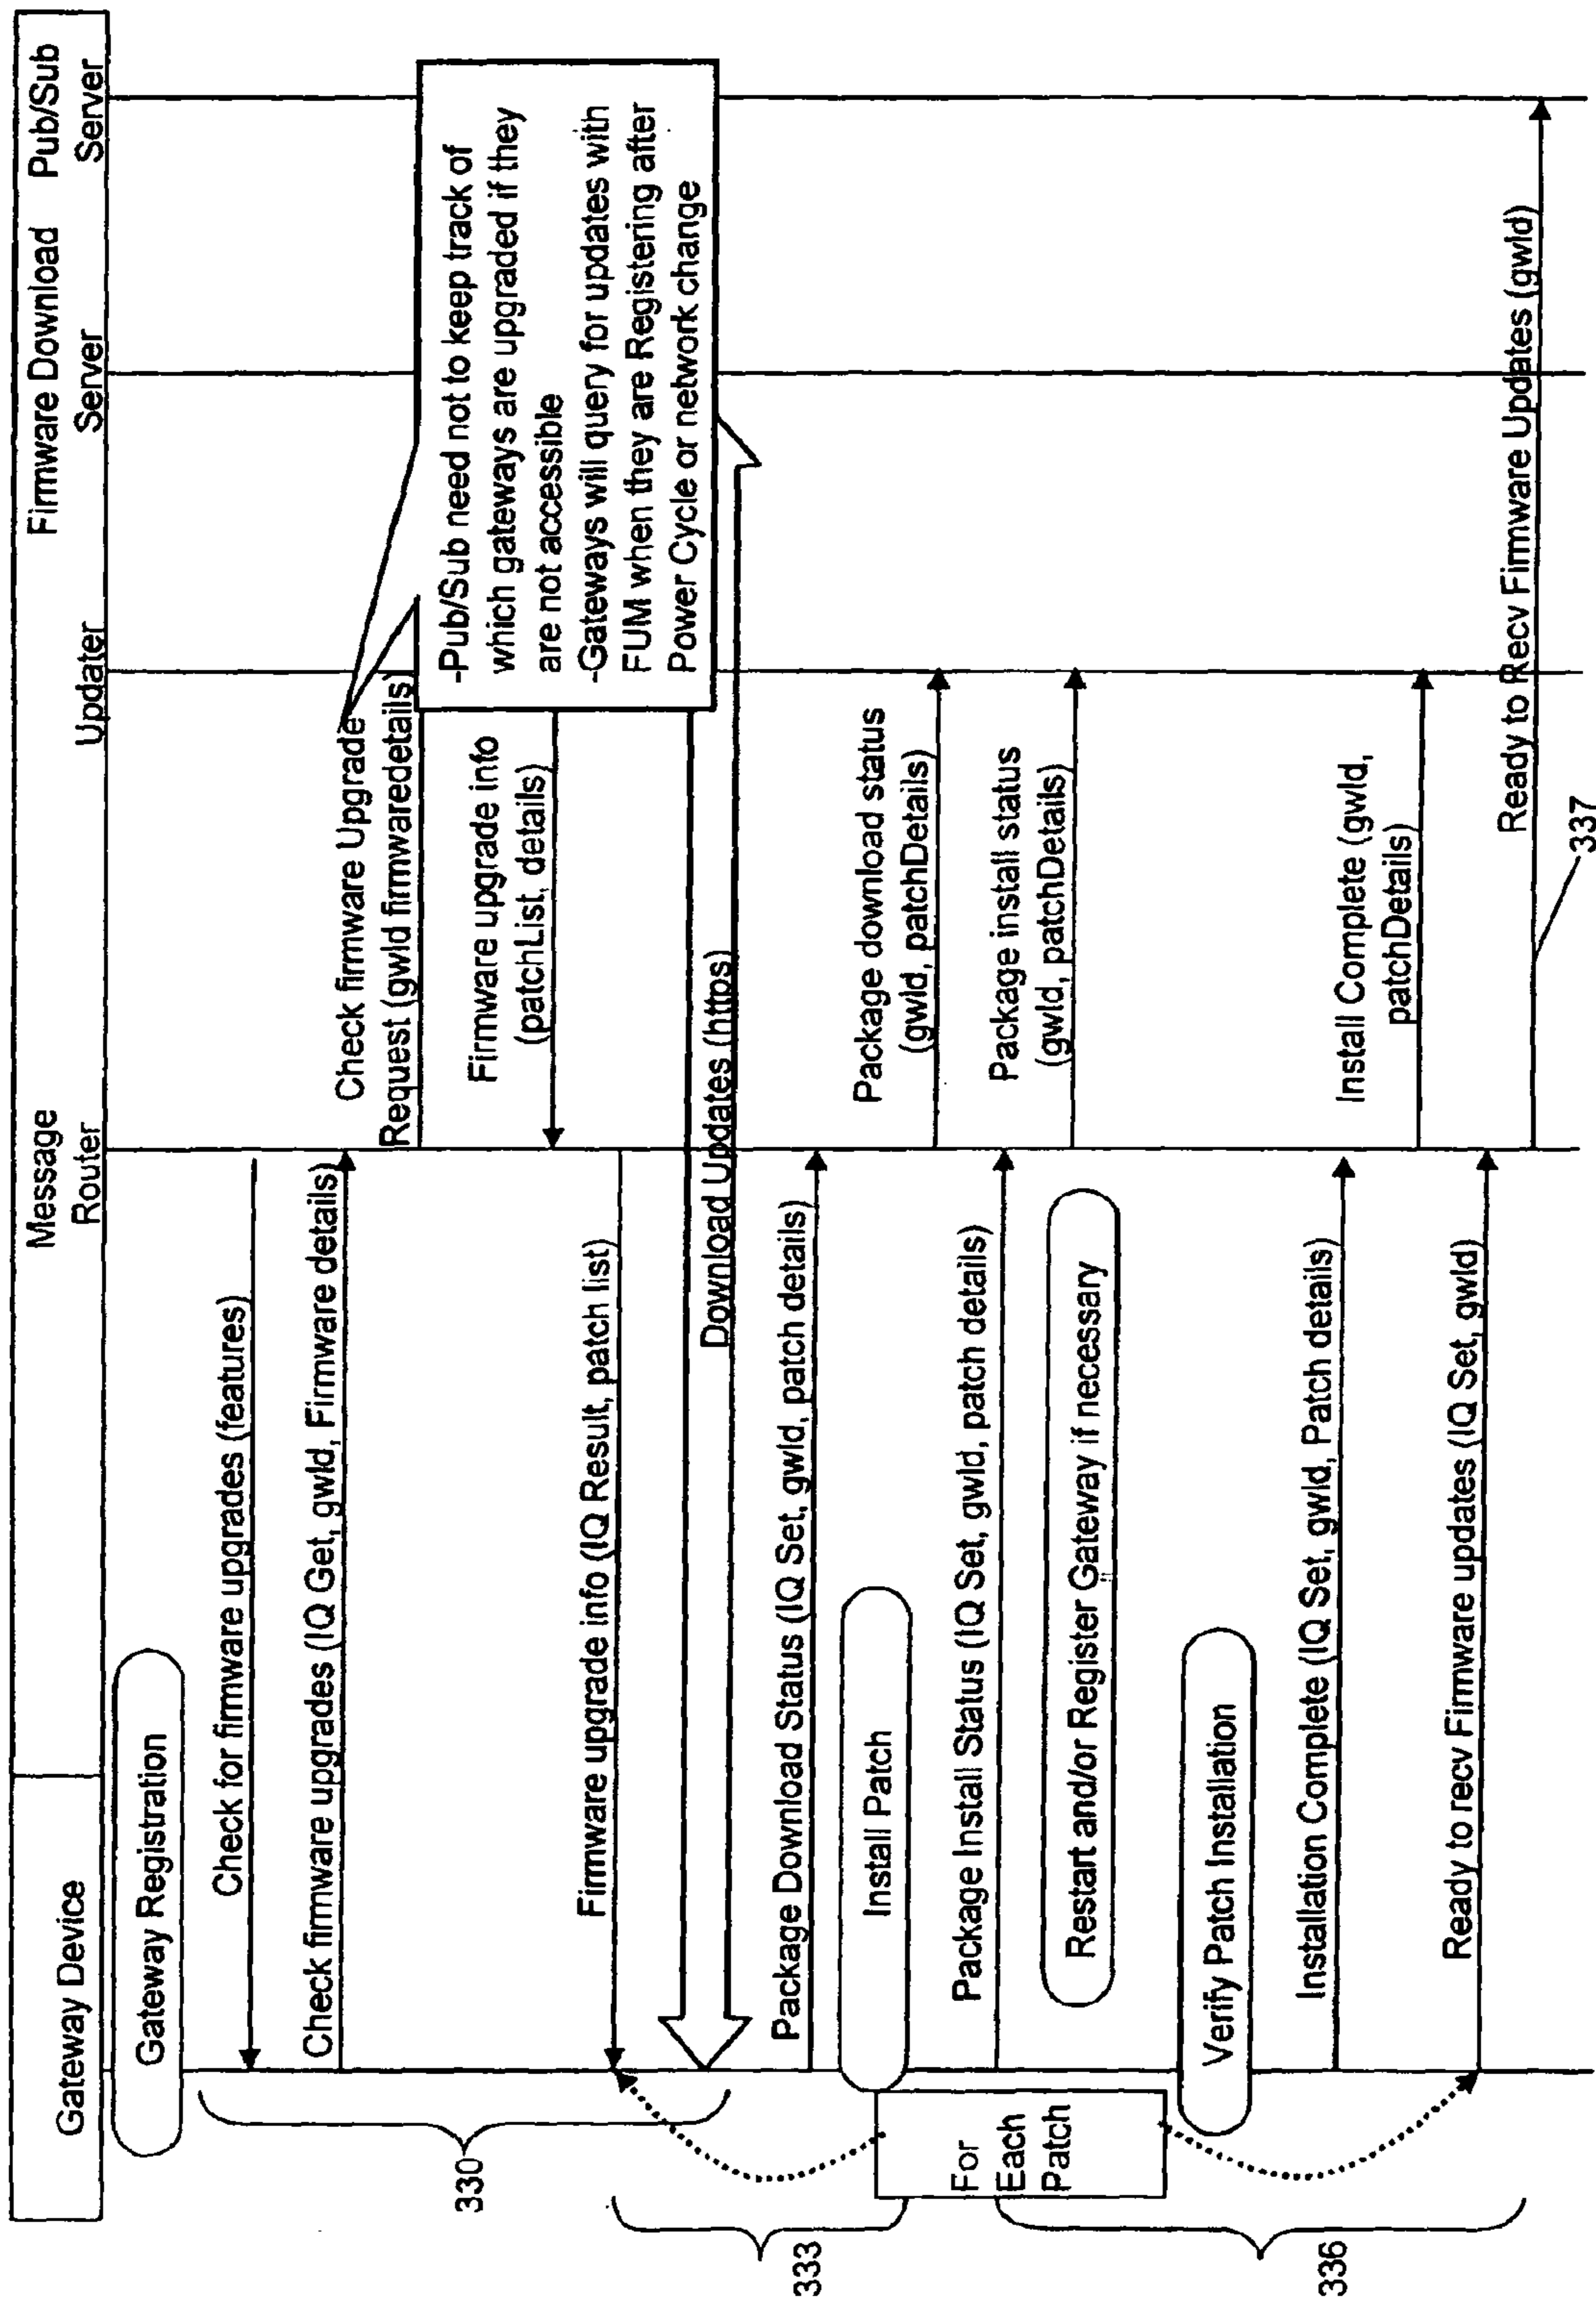 Gateway Device
Message
Router
Updater
Firmware Download
Server
Pub/Sub
Server
Gateway Registration
Check for firmware upgrades (features)
Check firmware upgrades (IQ Get, gwId, Firmware details)
Check firmware Upgrade
Request (gwId firmwaredetails)
-Pub/Sub need not to keep track of
which gateways are upgraded if they
are not accessible
-Gateways will query for updates with
FUM when they are Registering after
Power Cycle or network change
330
Firmware upgrade info
(patchList, details)
Firmware upgrade info (IQ Result, patch list)
Download Updates (https)
333
Package Download Status (IQ Set, gwId, patch details)
Package download status
(gwId, patchDetails)
Install Patch
For
Each
Patch
Package Install Status (IQ Set, gwId, patch details)
Package install status
(gwId, patchDetails)
Restart and/or Register Gateway if necessary
Verify Patch Installation
336
Installation Complete (IQ Set, gwId, Patch details)
Install Complete (gwId,
patchDetails)
Ready to recv Firmware updates (IQ Set, gwId)
Ready to Recv Firmware Updates (gwId)
337